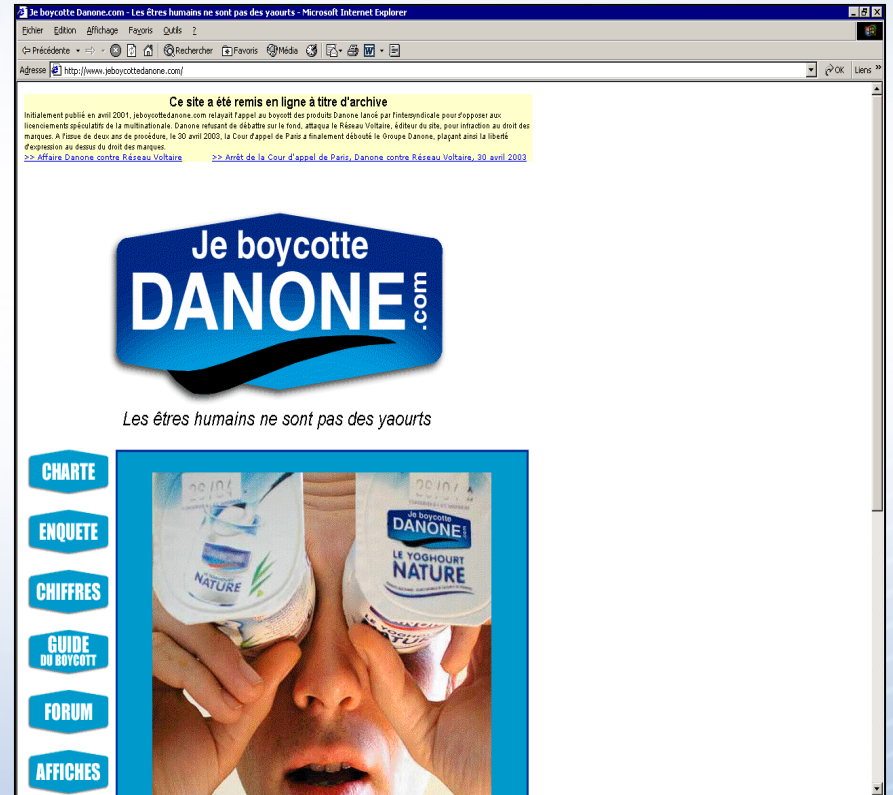 Je boycotte Danone.com - Les êtres humains ne sont pas des yaourts - Microsoft Internet Explorer
Fichier Edition Affichage Favoris Outils ?
Précédente Rechercher Favoris Média
Adresse http://www.jeboycottedanone.com/ OK Liens »
Ce site a été remis en ligne à titre d'archive
Initialement publié en avril 2001, jeboycottedanone.com relayait l'appel au boycott des produits Danone lancé par l'intersyndicale pour s'opposer aux
licenciements spéculatifs de la multinationale. Danone refusant de débattre sur le fond, attaqua le Réseau Voltaire, éditeur du site, pour infraction au droit des
marques. A l'issue de deux ans de procédure, le 30 avril 2003, la Cour d'appel de Paris a finalement débouté le Groupe Danone, plaçant ainsi la liberté
d'expression au dessus du droit des marques.
>> Affaire Danone contre Réseau Voltaire >> Arrêt de la Cour d'appel de Paris, Danone contre Réseau Voltaire, 30 avril 2003
Je boycotte
DANONE.com
Les êtres humains ne sont pas des yaourts
CHARTE
ENQUETE
CHIFFRES
GUIDE
DU BOYCOTT
FORUM
AFFICHES
28/04
DANONE
NATURE
28/04
Je boycotte
DANONE.com
LE YOGHOURT
NATURE